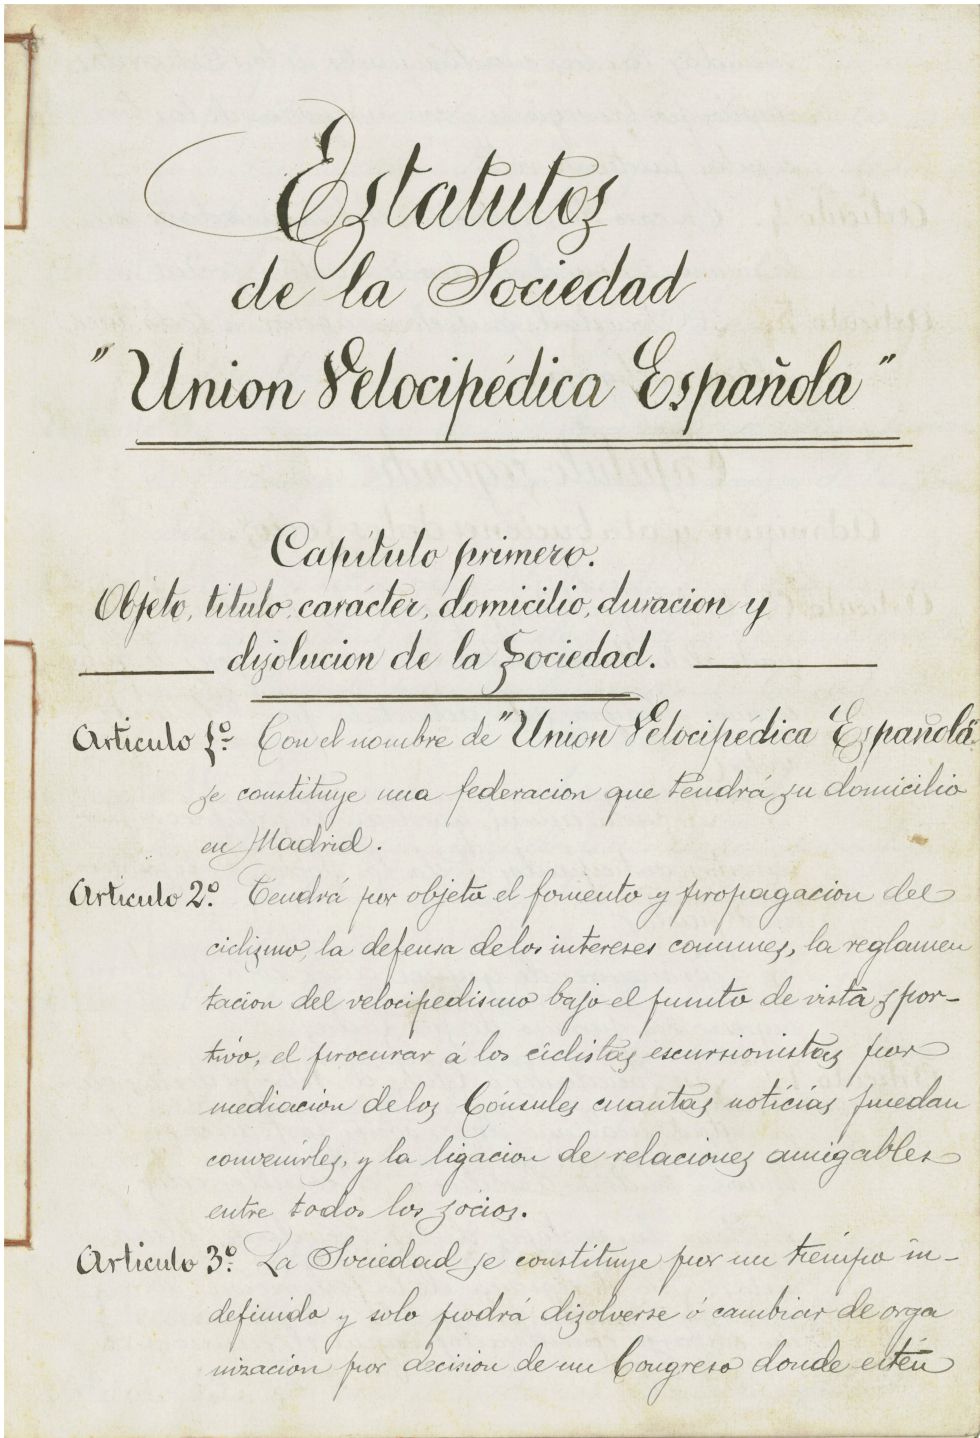 Estatutos
de la Sociedad
"Union Velocipédica Española"
Capítulo primero.
Objeto, titulo, carácter, domicilio, duracion y
disolucion de la Sociedad.
Artículo 1º. Con el nombre de "Union Velocipédica Española"
se constituye una federacion que tendrá su domicilio
en Madrid.
Artículo 2º. Tendrá por objeto el fomento y propagacion del
ciclismo, la defensa de los intereses comunes, la reglamen
tacion del velocipedismo bajo el punto de vista spor-
tivo, el procurar á los ciclistas escursionistas por
mediacion de los Cónsules cuantas noticias puedan
convenirles, y la ligacion de relaciones amigables
entre todos los socios.
Artículo 3º. La Sociedad se constituye por un tiempo in-
definido y solo podrá disolverse ó cambiar de orga
nizacion por decision de un Congreso donde estén